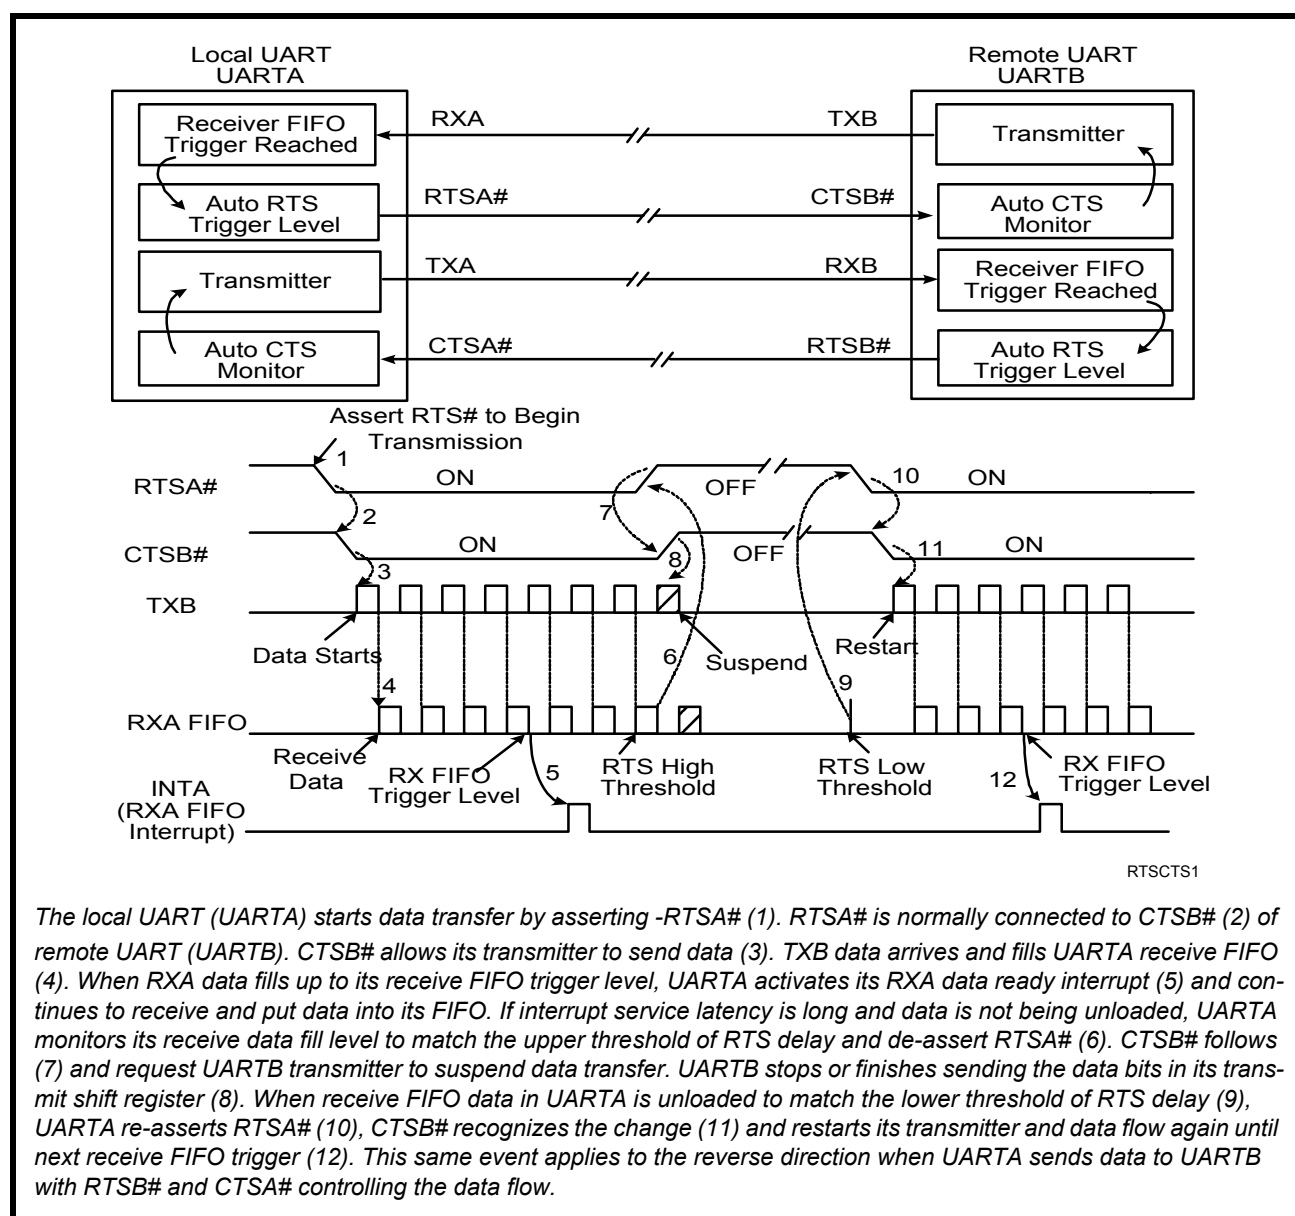 Local UART
UARTA
Remote UART
UARTB
Receiver FIFO
Trigger Reached
RXA
TXB
Transmitter
Auto RTS
Trigger Level
RTSA#
CTSB#
Auto CTS
Monitor
Transmitter
TXA
RXB
Receiver FIFO
Trigger Reached
Auto CTS
Monitor
CTSA#
RTSB#
Auto RTS
Trigger Level
Assert RTS# to Begin
Transmission
1
RTSA#
ON
OFF
10
ON
2
7
CTSB#
ON
8
OFF
11
ON
3
TXB
Data Starts
6
Suspend
Restart
4
9
RXA FIFO
Receive
Data
RX FIFO
Trigger Level
5
RTS High
Threshold
RTS Low
Threshold
12
RX FIFO
Trigger Level
INTA
(RXA FIFO
Interrupt)
RTSCTS1
The local UART (UARTA) starts data transfer by asserting -RTSA# (1). RTSA# is normally connected to CTSB# (2) of
remote UART (UARTB). CTSB# allows its transmitter to send data (3). TXB data arrives and fills UARTA receive FIFO
(4). When RXA data fills up to its receive FIFO trigger level, UARTA activates its RXA data ready interrupt (5) and con-
tinues to receive and put data into its FIFO. If interrupt service latency is long and data is not being unloaded, UARTA
monitors its receive data fill level to match the upper threshold of RTS delay and de-assert RTSA# (6). CTSB# follows
(7) and request UARTB transmitter to suspend data transfer. UARTB stops or finishes sending the data bits in its trans-
mit shift register (8). When receive FIFO data in UARTA is unloaded to match the lower threshold of RTS delay (9),
UARTA re-asserts RTSA# (10), CTSB# recognizes the change (11) and restarts its transmitter and data flow again until
next receive FIFO trigger (12). This same event applies to the reverse direction when UARTA sends data to UARTB
with RTSB# and CTSA# controlling the data flow.